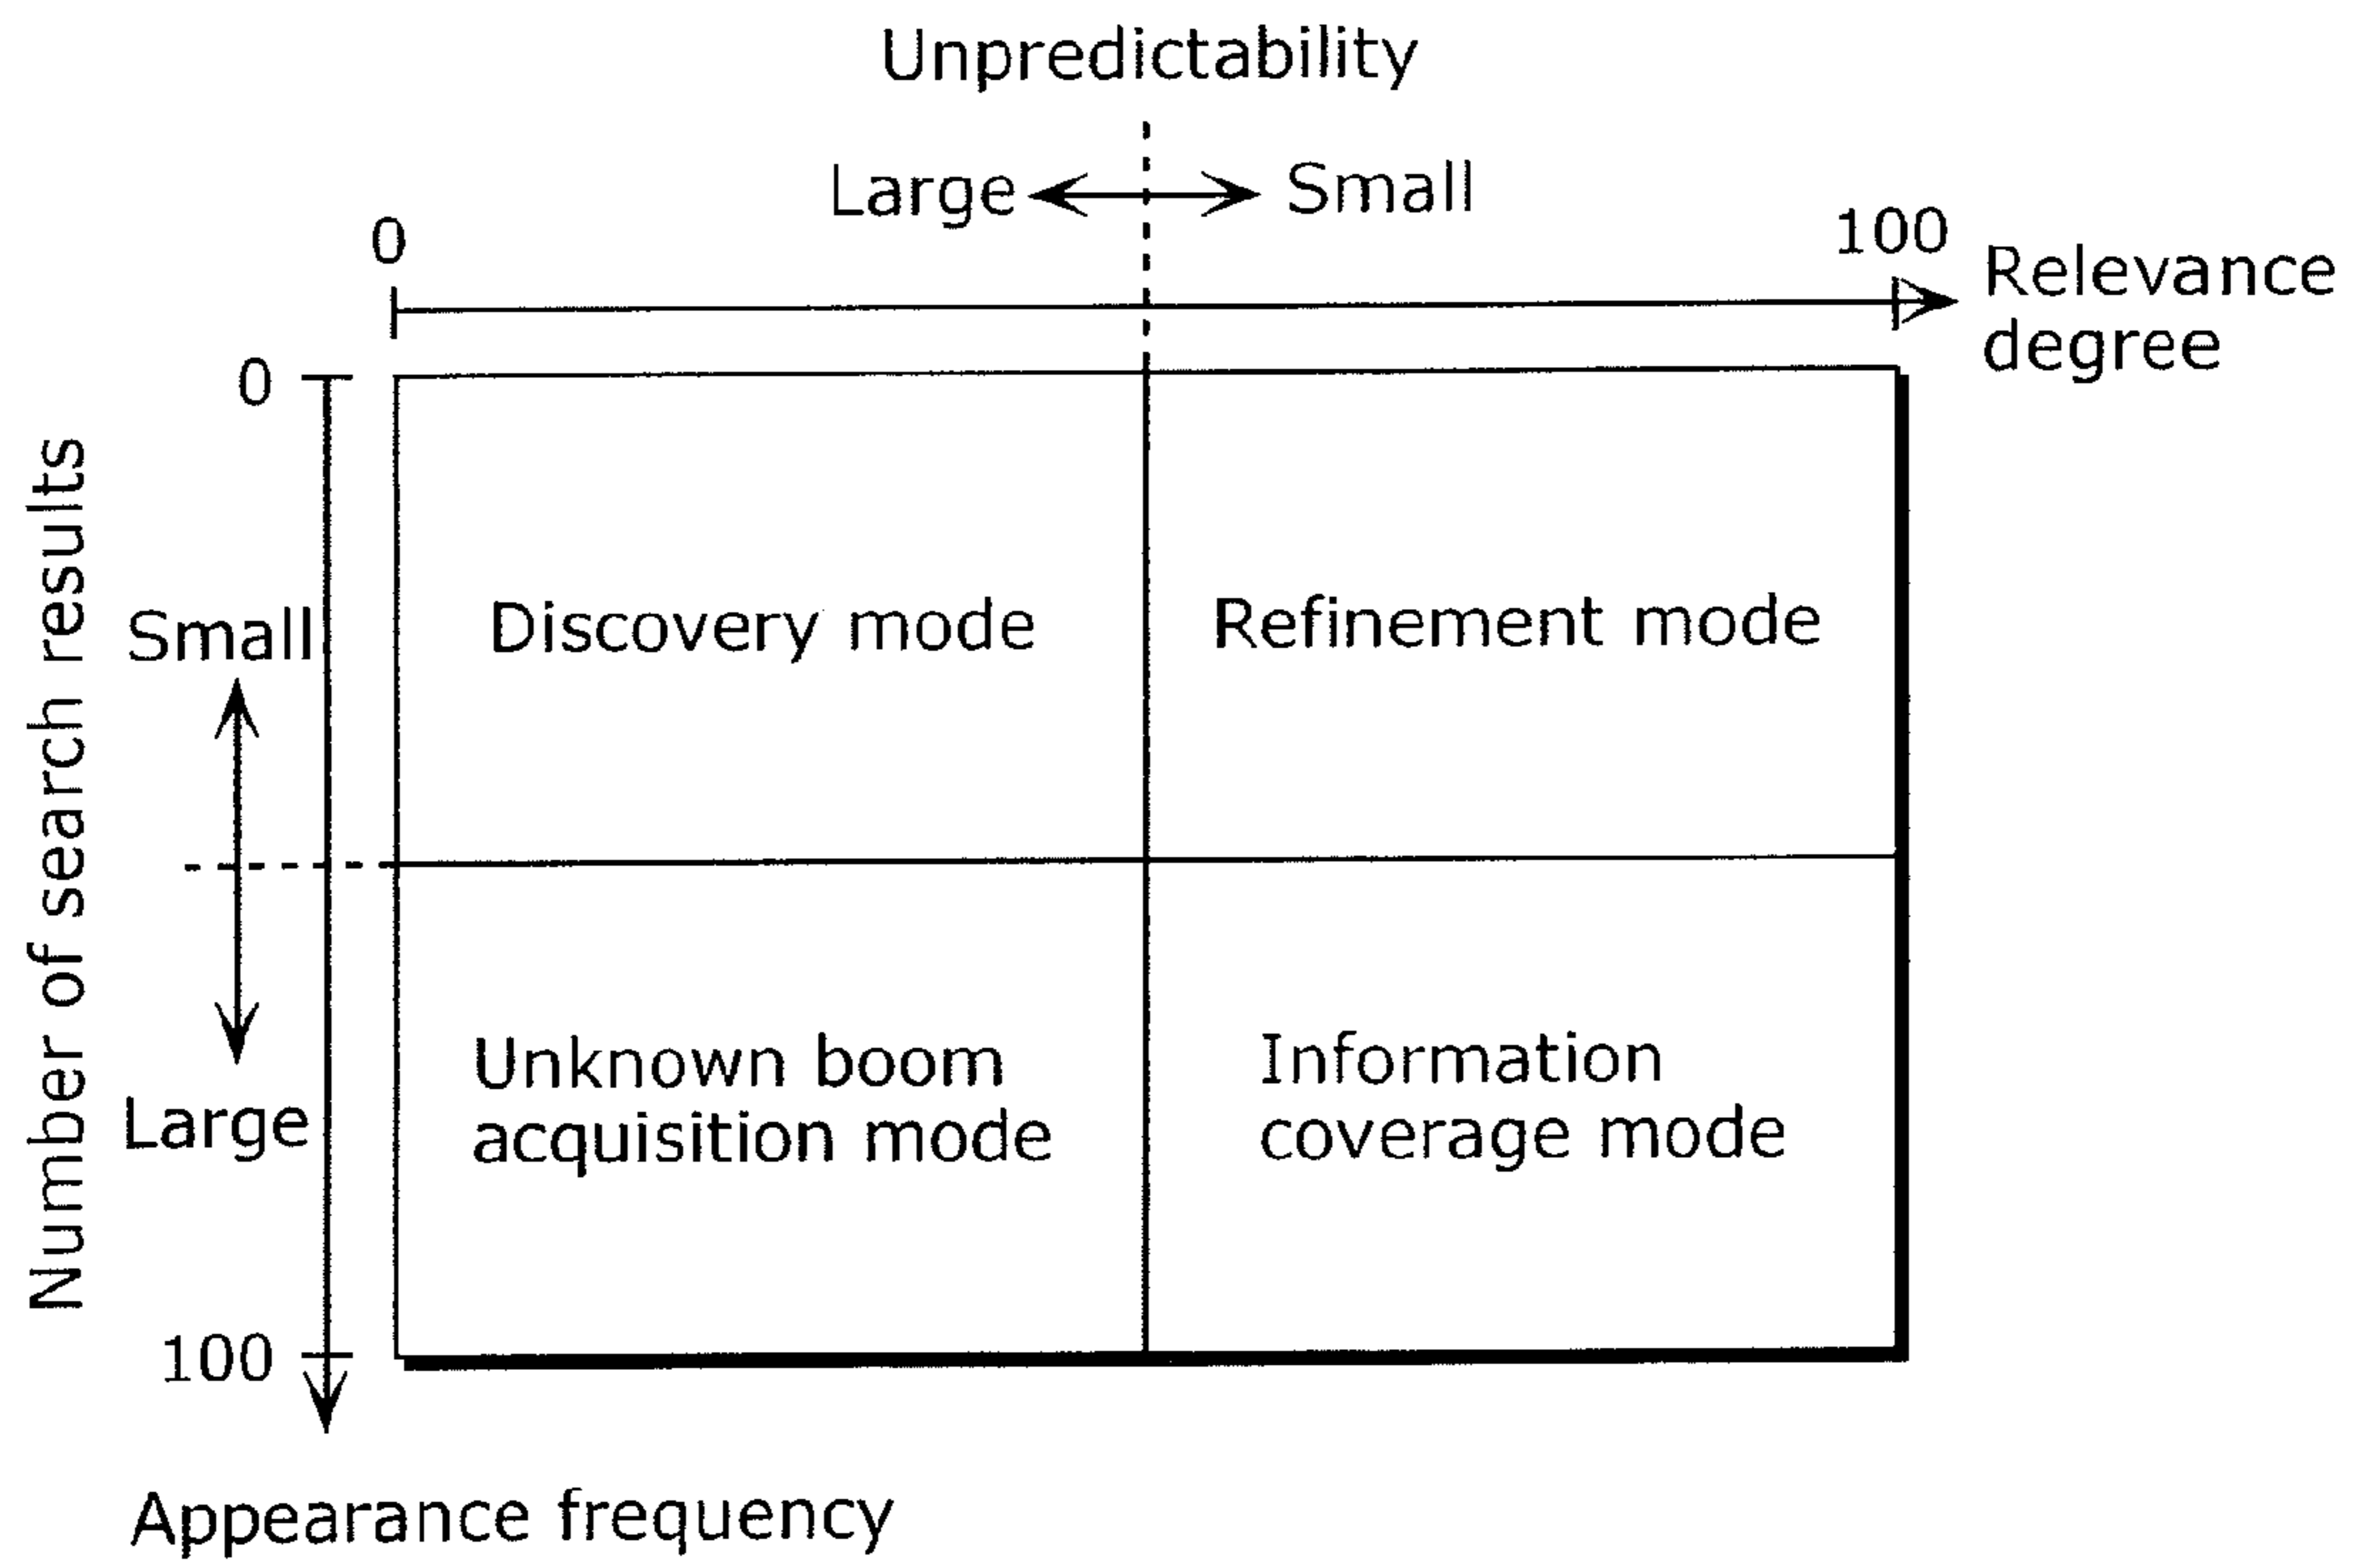 Unpredictability
Large
Small
0
100
Relevance
degree
0
Number of search results
Small
Discovery mode
Refinement mode
Large
Unknown boom
acquisition mode
Information
coverage mode
100
Appearance frequency